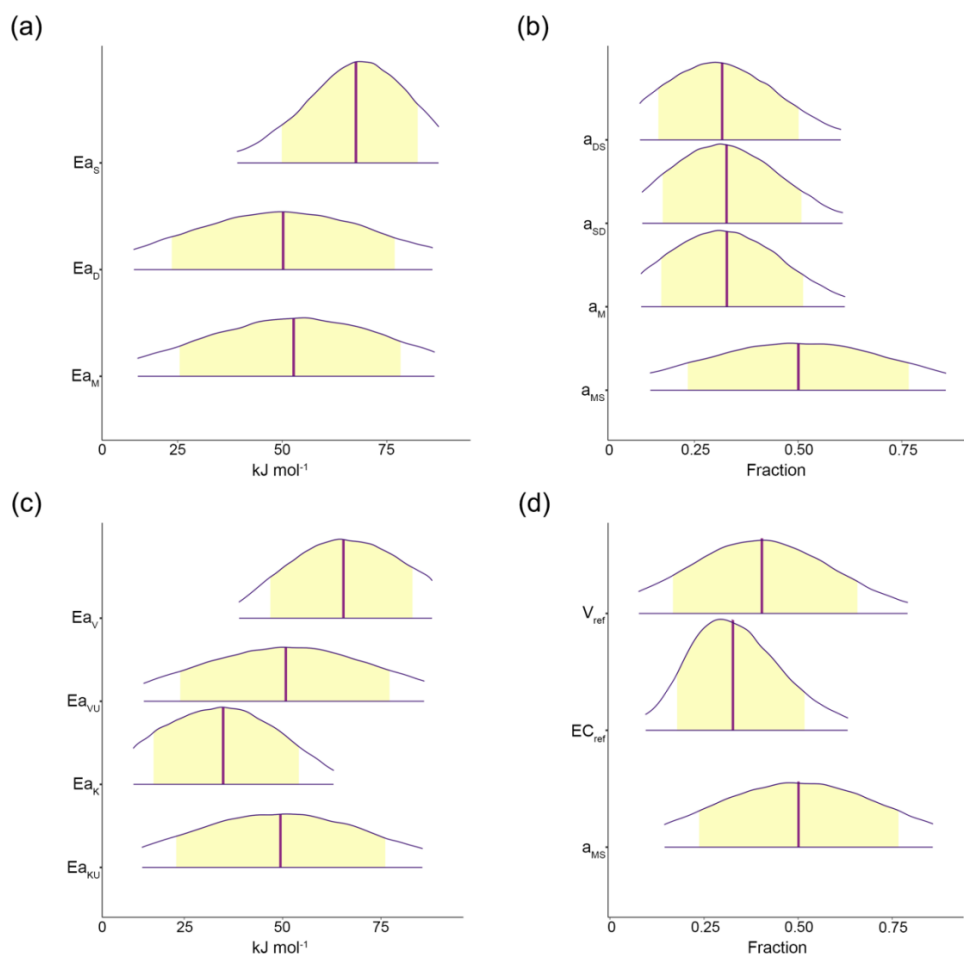 (a)
Ea_S
Ea_D
Ea_M
0 25 50 75
kJ mol⁻¹
(b)
a_DS
a_SD
a_M
a_MS
0.25 0.50 0.75
Fraction
(c)
Ea_V
Ea_VU
Ea_K
Ea_KU
0 25 50 75
kJ mol⁻¹
(d)
V_ref
EC_ref
a_MS
0.25 0.50 0.75
Fraction